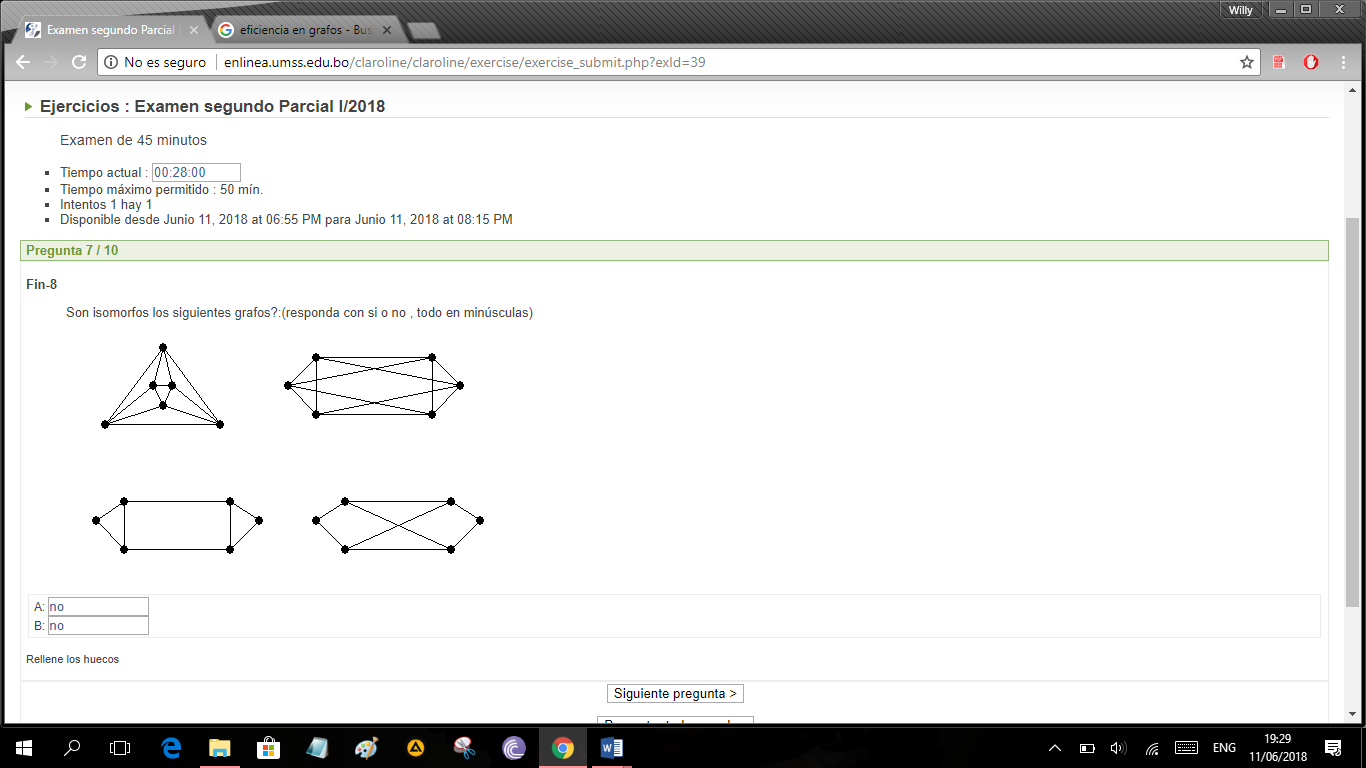 Willy
Examen segundo Parcial
eficiencia en grafos - Bus
No es seguro
enlinea.umss.edu.bo/claroline/claroline/exercise/exercise_submit.php?exId=39
Ejercicios : Examen segundo Parcial I/2018
Examen de 45 minutos
Tiempo actual : 00:28:00
Tiempo máximo permitido : 50 mín.
Intentos 1 hay 1
Disponible desde Junio 11, 2018 at 06:55 PM para Junio 11, 2018 at 08:15 PM
Pregunta 7 / 10
Fin-8
Son isomorfos los siguientes grafos?:(responda con si o no , todo en minúsculas)
A: no
B: no
Rellene los huecos
Siguiente pregunta >
ENG
19:29
11/06/2018